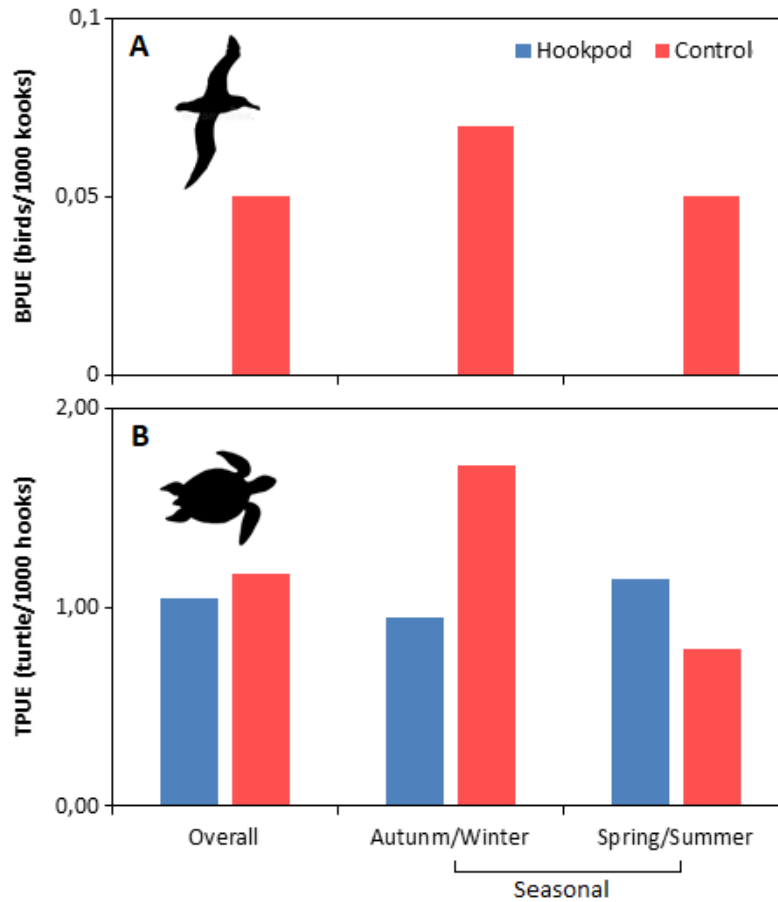 0,1
A
Hookpod
Control
0,05
BPUE (birds/1000 kooks)
0
2,00
B
1,00
TPUE (turtle/1000 hooks)
0,00
Overall
Autunm/Winter
Spring/Summer
Seasonal